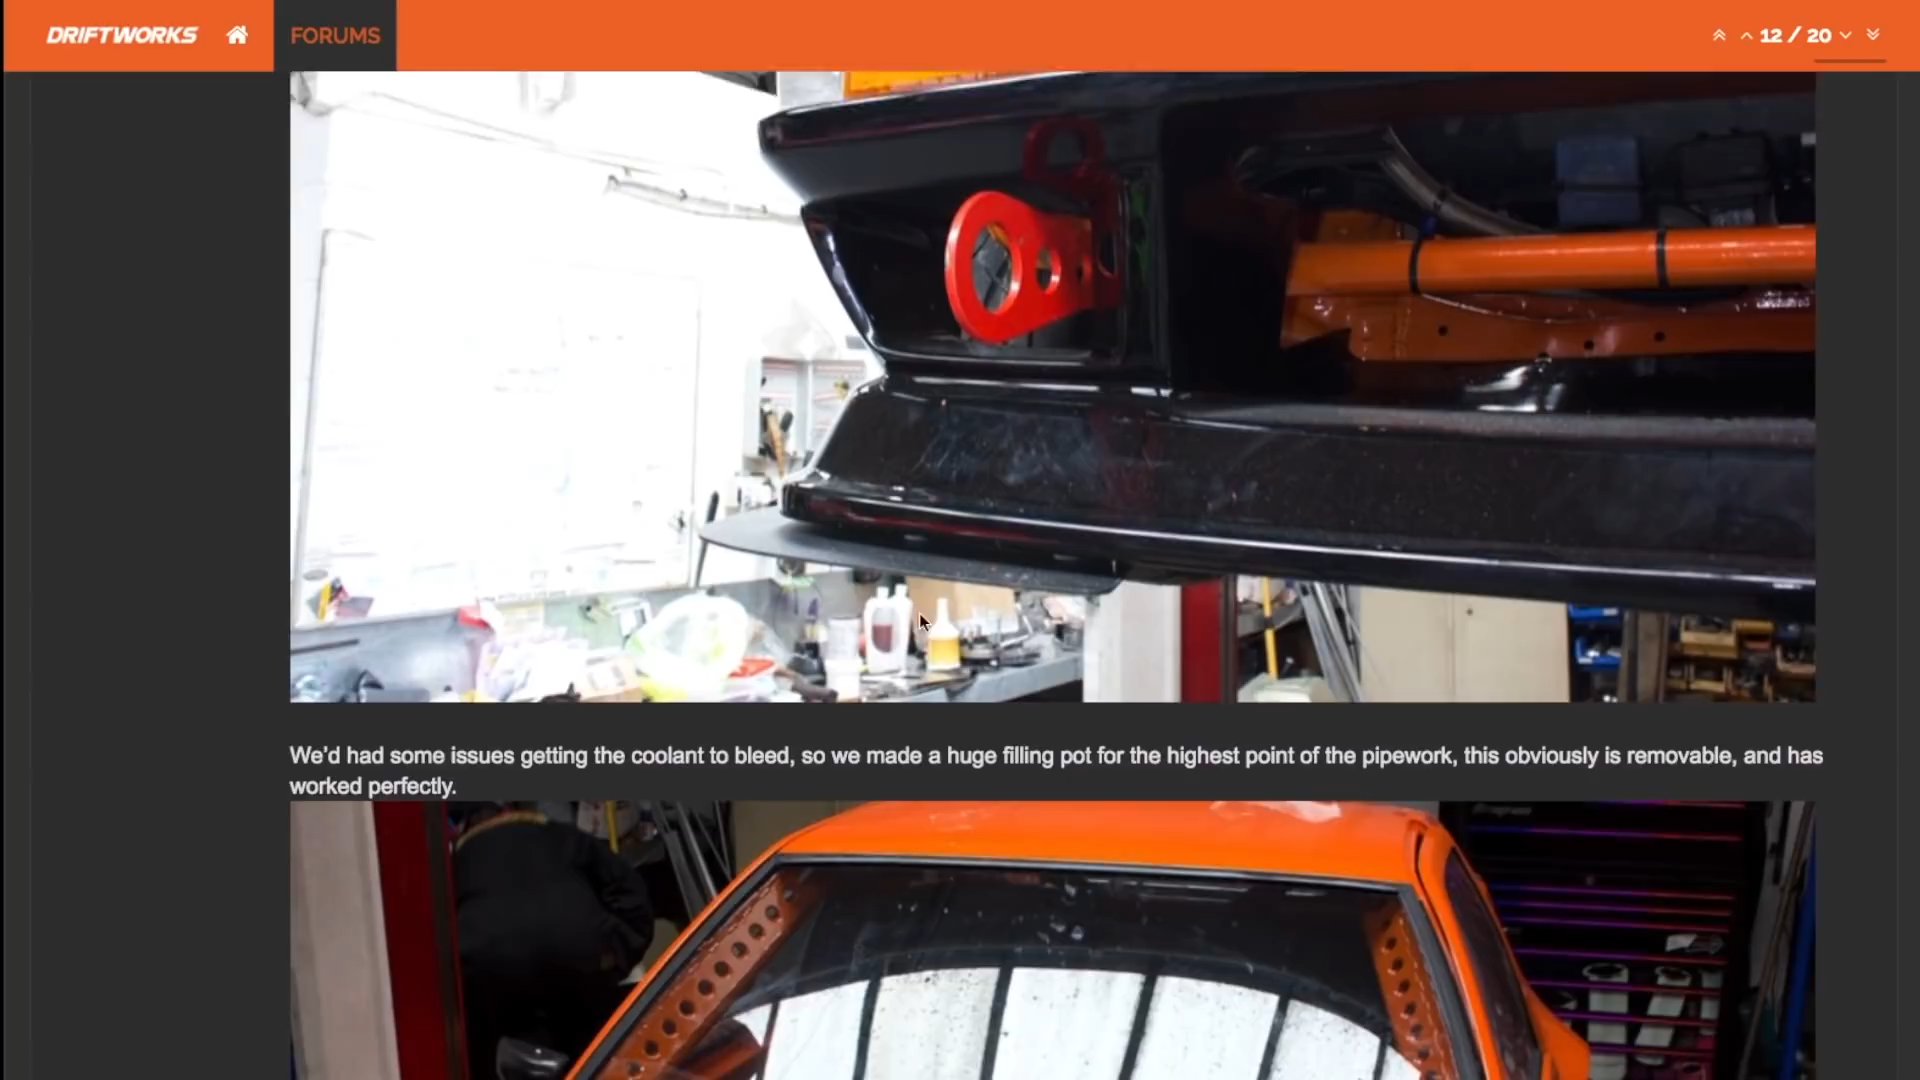 DRIFTWORKS FORUMS 12 / 20
We’d had some issues getting the coolant to bleed, so we made a huge filling pot for the highest point of the pipework, this obviously is removable, and has
worked perfectly.